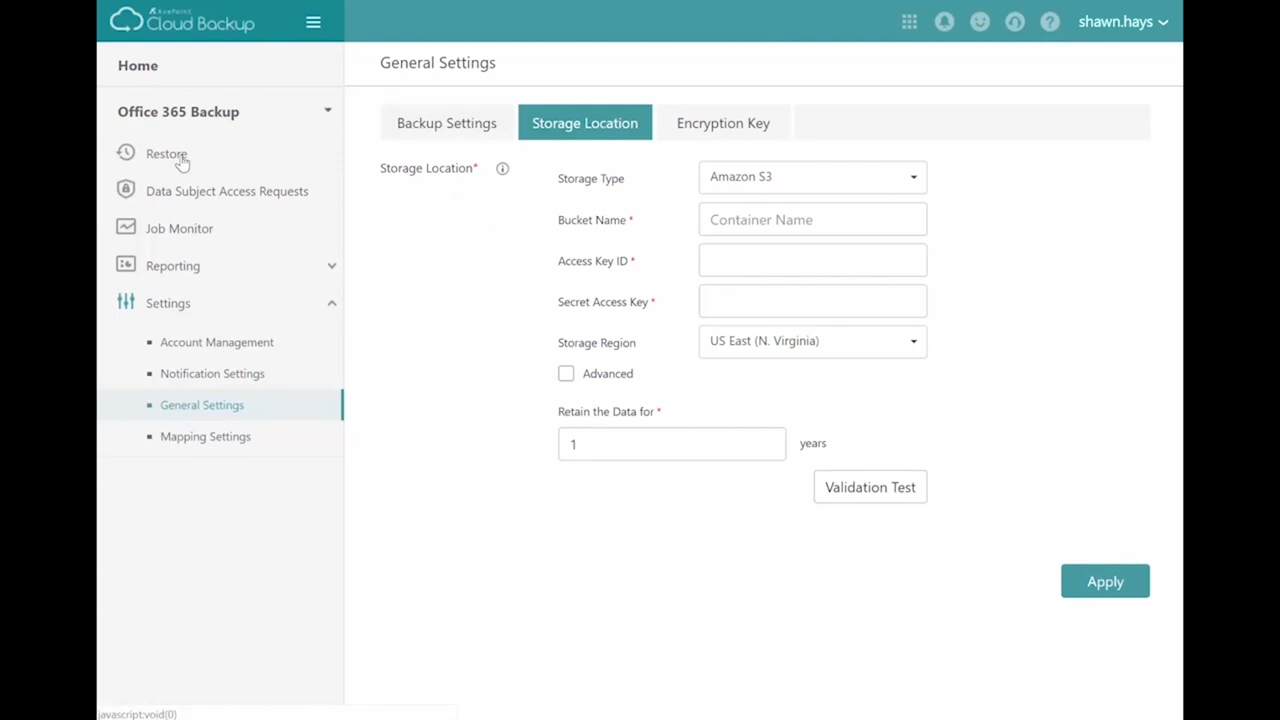 AvePoint
Cloud Backup
shawn.hays
Home
General Settings
Office 365 Backup
Restore
Data Subject Access Requests
Job Monitor
Reporting
Settings
Account Management
Notification Settings
General Settings
Mapping Settings
Backup Settings
Storage Location
Encryption Key
Storage Location*
Storage Type
Amazon S3
Bucket Name *
Container Name
Access Key ID *
Secret Access Key *
Storage Region
US East (N. Virginia)
Advanced
Retain the Data for *
1
years
Validation Test
Apply
javascript:void(0)